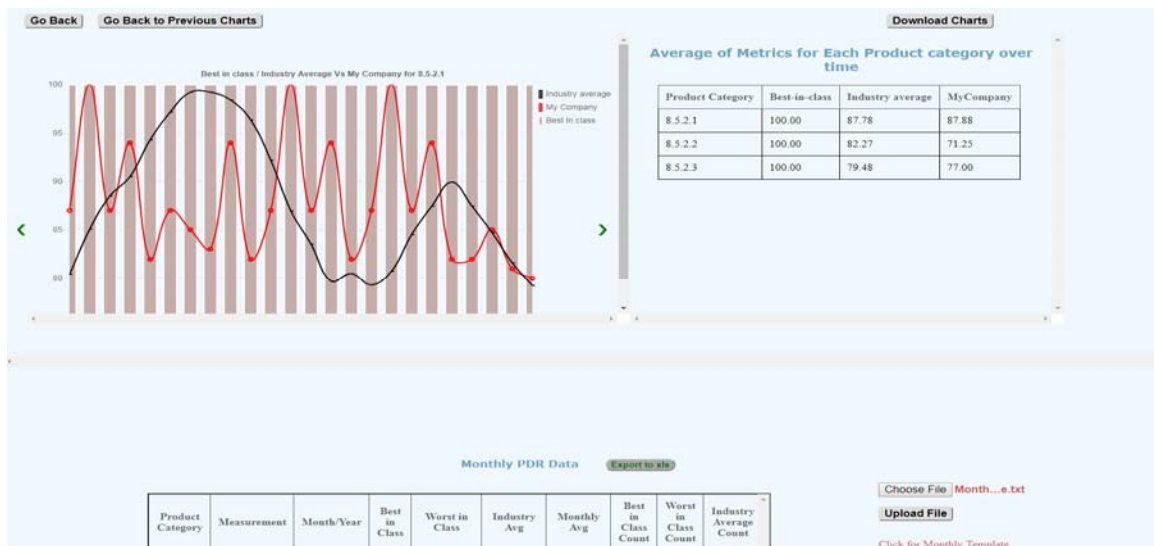 Go Back Go Back to Previous Charts Download Charts
Best in class / Industry Average Vs My Company for 8.5.2.1
100
95
90
85
80
Industry average
My Company
Best In class
Average of Metrics for Each Product category over
time
Product Category Best-in-class Industry average MyCompany
8.5.2.1 100.00 87.78 87.88
8.5.2.2 100.00 82.27 71.25
8.5.2.3 100.00 79.48 77.00
Monthly PDR Data Export to xls
Choose File Month...e.txt
Upload File
Click for Monthly Template
Product
Category
Measurement
Month/Year
Best
in
Class
Worst in
Class
Industry
Avg
Monthly
Avg
Best
in
Class
Count
Worst
in
Class
Count
Industry
Average
Count